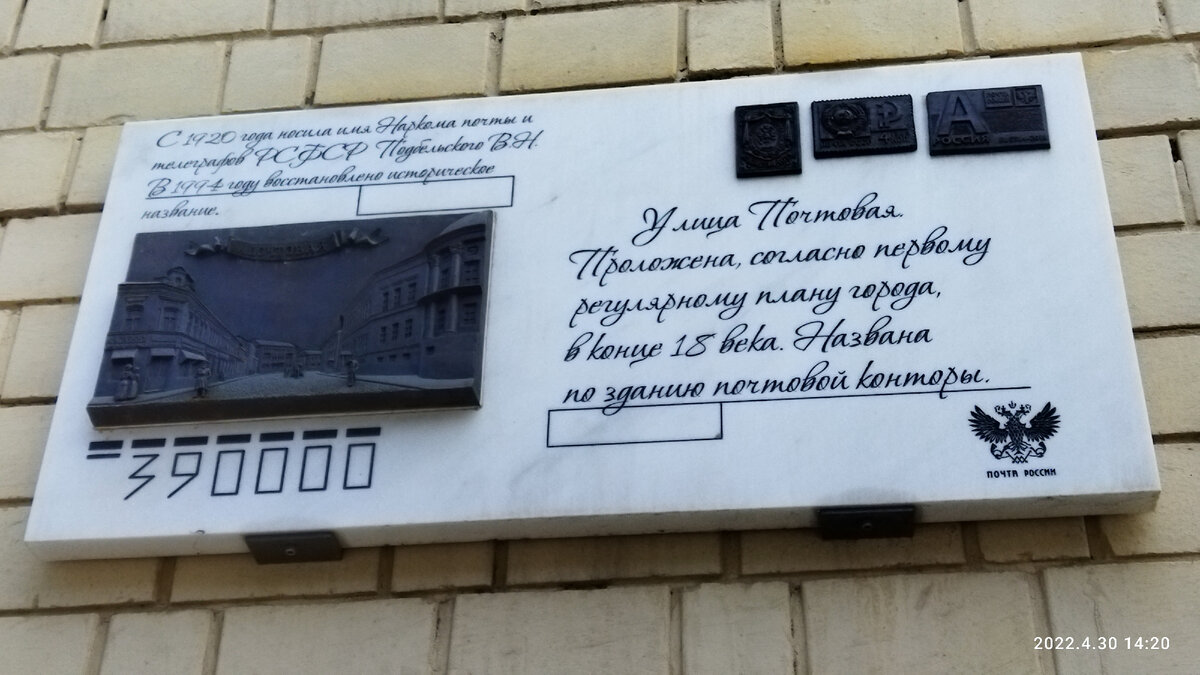 С 1920 года носила имя Наркома почты и
телеграфов РСФСР Подбельского В.Н.
В 1994 году восстановлено историческое
название.
ПОЧТОВАЯ
390000
А
РОССИЯ
Улица Почтовая.
Проложена, согласно первому
регулярному плану города,
в конце 18 века. Названа
по зданию почтовой конторы.
ПОЧТА РОССИИ
2022.4.30 14:20